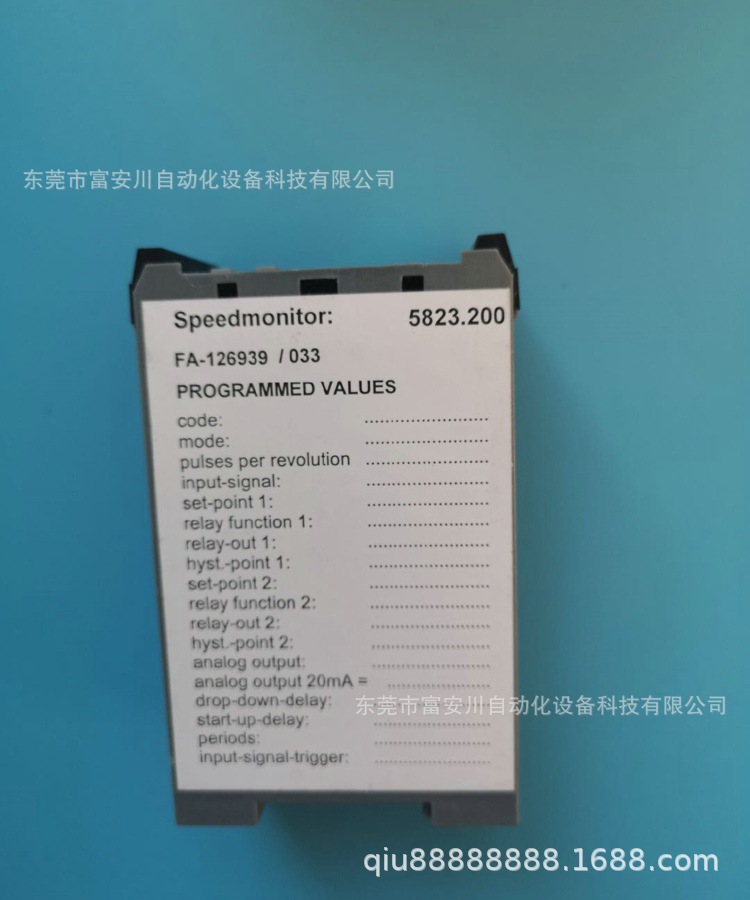 东莞市富安川自动化设备科技有限公司
Speedmonitor: 5823.200
FA-126939 / 033
PROGRAMMED VALUES
code: ........................
mode: ........................
pulses per revolution ........................
input-signal: ........................
set-point 1: ........................
relay function 1: ........................
relay-out 1: ........................
hyst.-point 1: ........................
set-point 2: ........................
relay function 2: ........................
relay-out 2: ........................
hyst.-point 2: ........................
analog output: ........................
analog output 20mA = ....................
drop-down-delay:
东莞市富安川自动化设备科技有限公司
start-up-delay: ........................
periods: ........................
input-signal-trigger: ........................
qiu88888888.1688.com